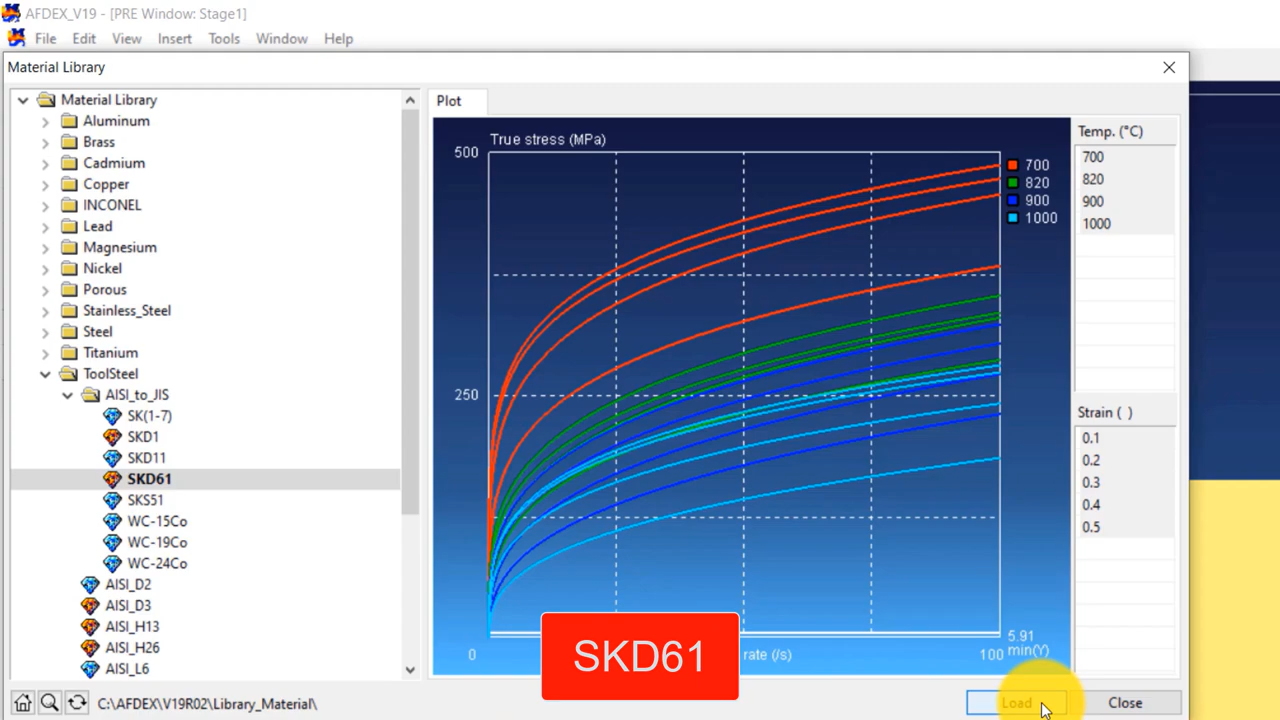 AFDEX_V19 - [PRE Window: Stage1]
File Edit View Insert Tools Window Help
Material Library
Material Library
Aluminum
Brass
Cadmium
Copper
INCONEL
Lead
Magnesium
Nickel
Porous
Stainless_Steel
Steel
Titanium
ToolSteel
AISI_to_JIS
SK(1-7)
SKD1
SKD11
SKD61
SKS51
WC-15Co
WC-19Co
WC-24Co
AISI_D2
AISI_D3
AISI_H13
AISI_H26
AISI_L6
C:\AFDEX\V19R02\Library_Material\
Plot
True stress (MPa)
500
250
0
rate (/s)
100
5.91
min(Y)
700
820
900
1000
SKD61
Temp. (°C)
700
820
900
1000
Strain ( )
0.1
0.2
0.3
0.4
0.5
Load
Close